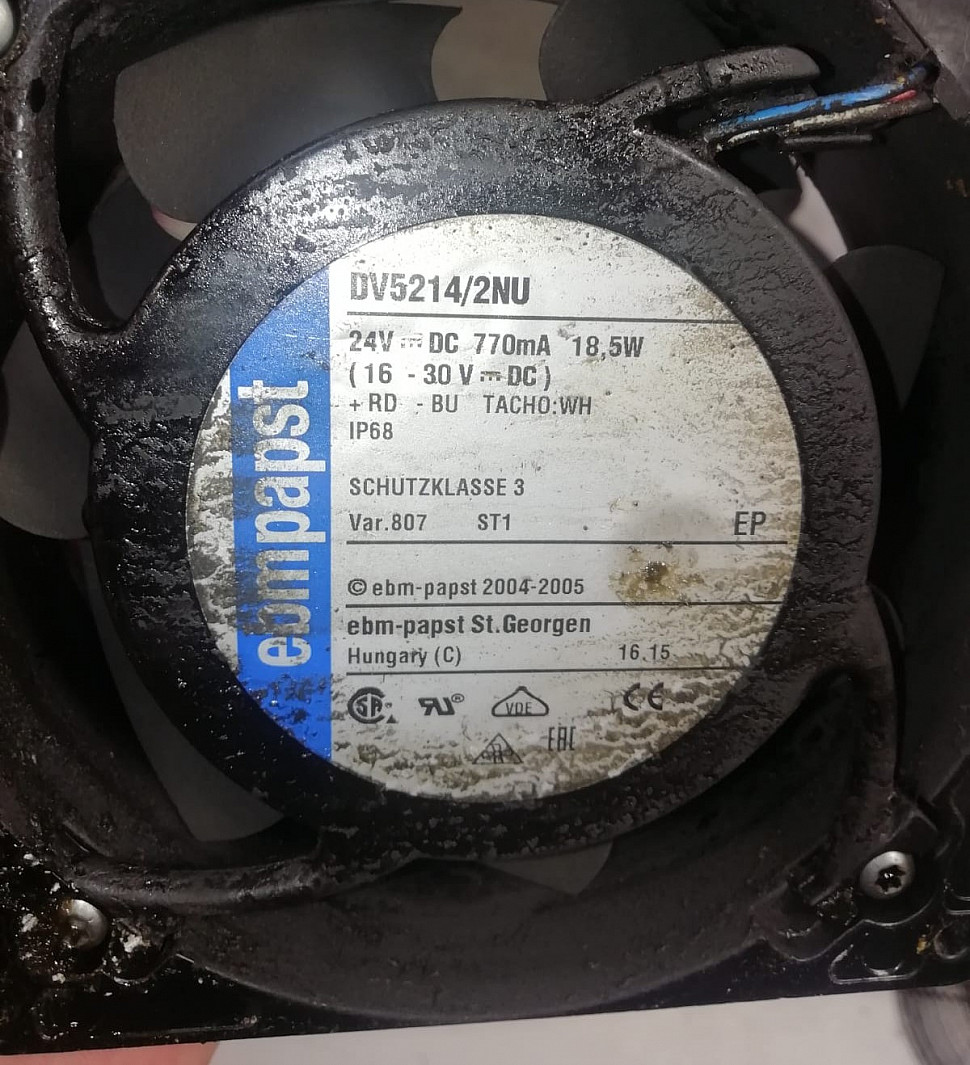 DV5214/2NU
24V ⎓ DC 770mA 18,5W
(16 - 30 V ⎓ DC)
+ RD - BU TACHO:WH
IP68
SCHUTZKLASSE 3
Var.807 ST1 EP
© ebm-papst 2004-2005
ebm-papst St.Georgen
Hungary (C) 16.15
VDE CE
EAC
ebmpapst